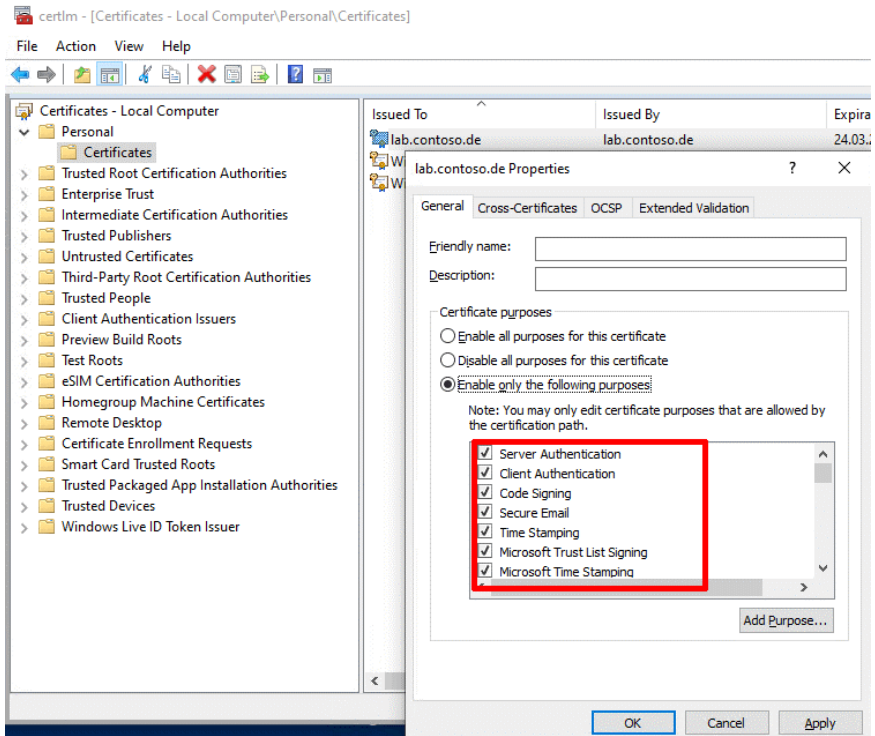 certlm - [Certificates - Local Computer\Personal\Certificates]
File Action View Help
Certificates - Local Computer
Personal
Certificates
Trusted Root Certification Authorities
Enterprise Trust
Intermediate Certification Authorities
Trusted Publishers
Untrusted Certificates
Third-Party Root Certification Authorities
Trusted People
Client Authentication Issuers
Preview Build Roots
Test Roots
eSIM Certification Authorities
Homegroup Machine Certificates
Remote Desktop
Certificate Enrollment Requests
Smart Card Trusted Roots
Trusted Packaged App Installation Authorities
Trusted Devices
Windows Live ID Token Issuer
Issued To Issued By Expira
lab.contoso.de lab.contoso.de 24.03.
Wi
Wi
lab.contoso.de Properties ?
General Cross-Certificates OCSP Extended Validation
Friendly name:
Description:
Certificate purposes
Enable all purposes for this certificate
Disable all purposes for this certificate
Enable only the following purposes
Note: You may only edit certificate purposes that are allowed by
the certification path.
Server Authentication
Client Authentication
Code Signing
Secure Email
Time Stamping
Microsoft Trust List Signing
Microsoft Time Stamping
Add Purpose...
OK Cancel Apply